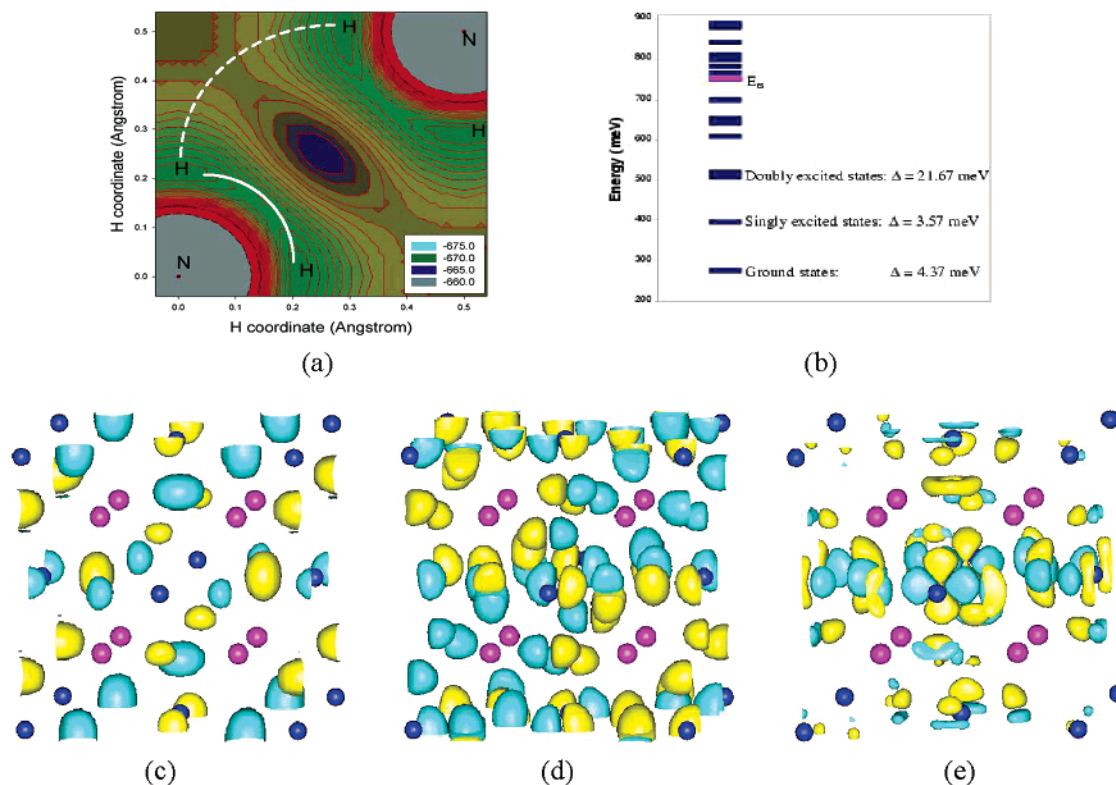 H coordinate (Angstrom)
0.5
0.4
0.3
0.2
0.1
0.0
H
N
H
H
N
H
-675.0
-670.0
-665.0
-660.0
0.0 0.1 0.2 0.3 0.4 0.5
H coordinate (Angstrom)
(a)
Energy (meV)
900
800
700
600
500
400
300
200
Doubly excited states: Δ = 21.67 meV
Singly excited states: Δ = 3.57 meV
Ground states: Δ = 4.37 meV
(b)
(c)
(d)
(e)